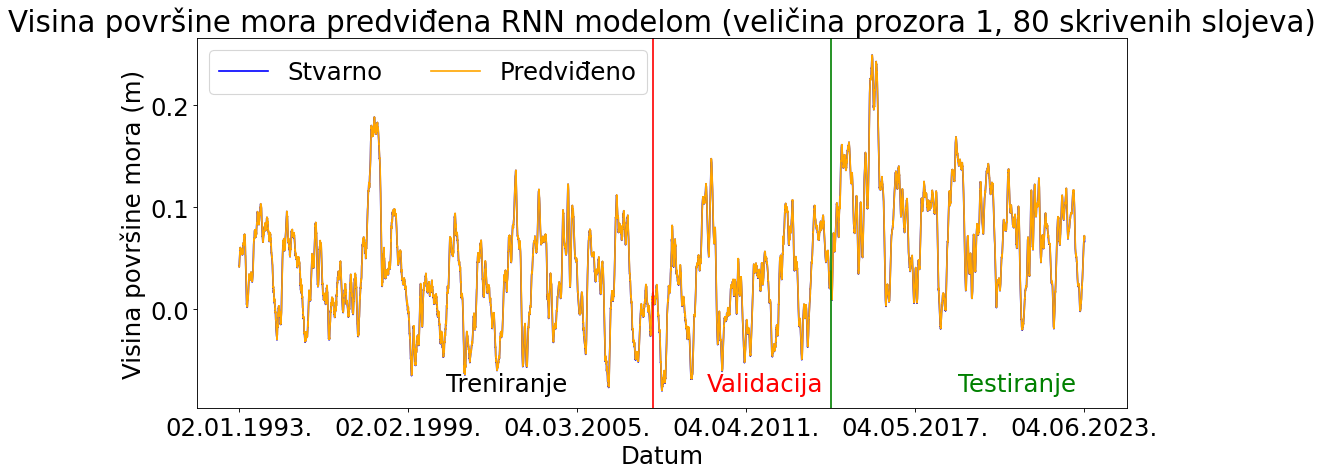 Visina površine mora predviđena RNN modelom (veličina prozora 1, 80 skrivenih slojeva)
Stvarno
Predviđeno
Visina površine mora (m)
0.2
0.1
0.0
Treniranje
Validacija
Testiranje
02.01.1993.
02.02.1999.
04.03.2005.
04.04.2011.
04.05.2017.
04.06.2023.
Datum